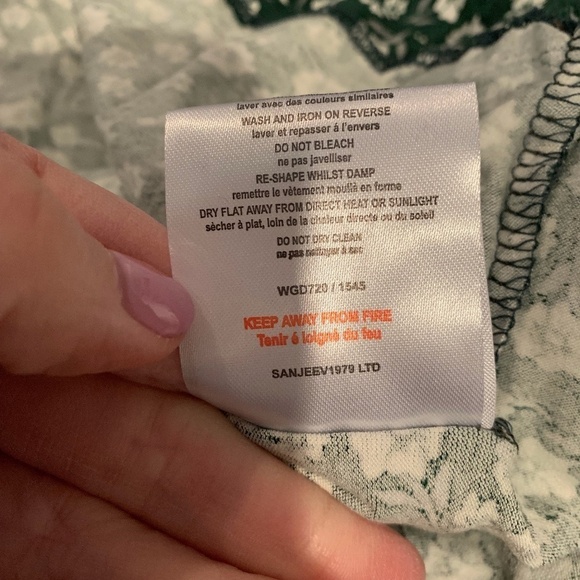 laver avec des couleurs similaires
WASH AND IRON ON REVERSE
laver et repasser á l'envers
DO NOT BLEACH
ne pas javelliser
RE-SHAPE WHILST DAMP
remettre le vêtement mouillé en forme
DRY FLAT AWAY FROM DIRECT HEAT OR SUNLIGHT
sècher à plat, loin de la chaleur directe ou du soleil
DO NOT DRY CLEAN
ne pas nettoyer à sec
WGD720 / 1545
KEEP AWAY FROM FIRE
Tenir é loigné du feu
SANJEEV1979 LTD